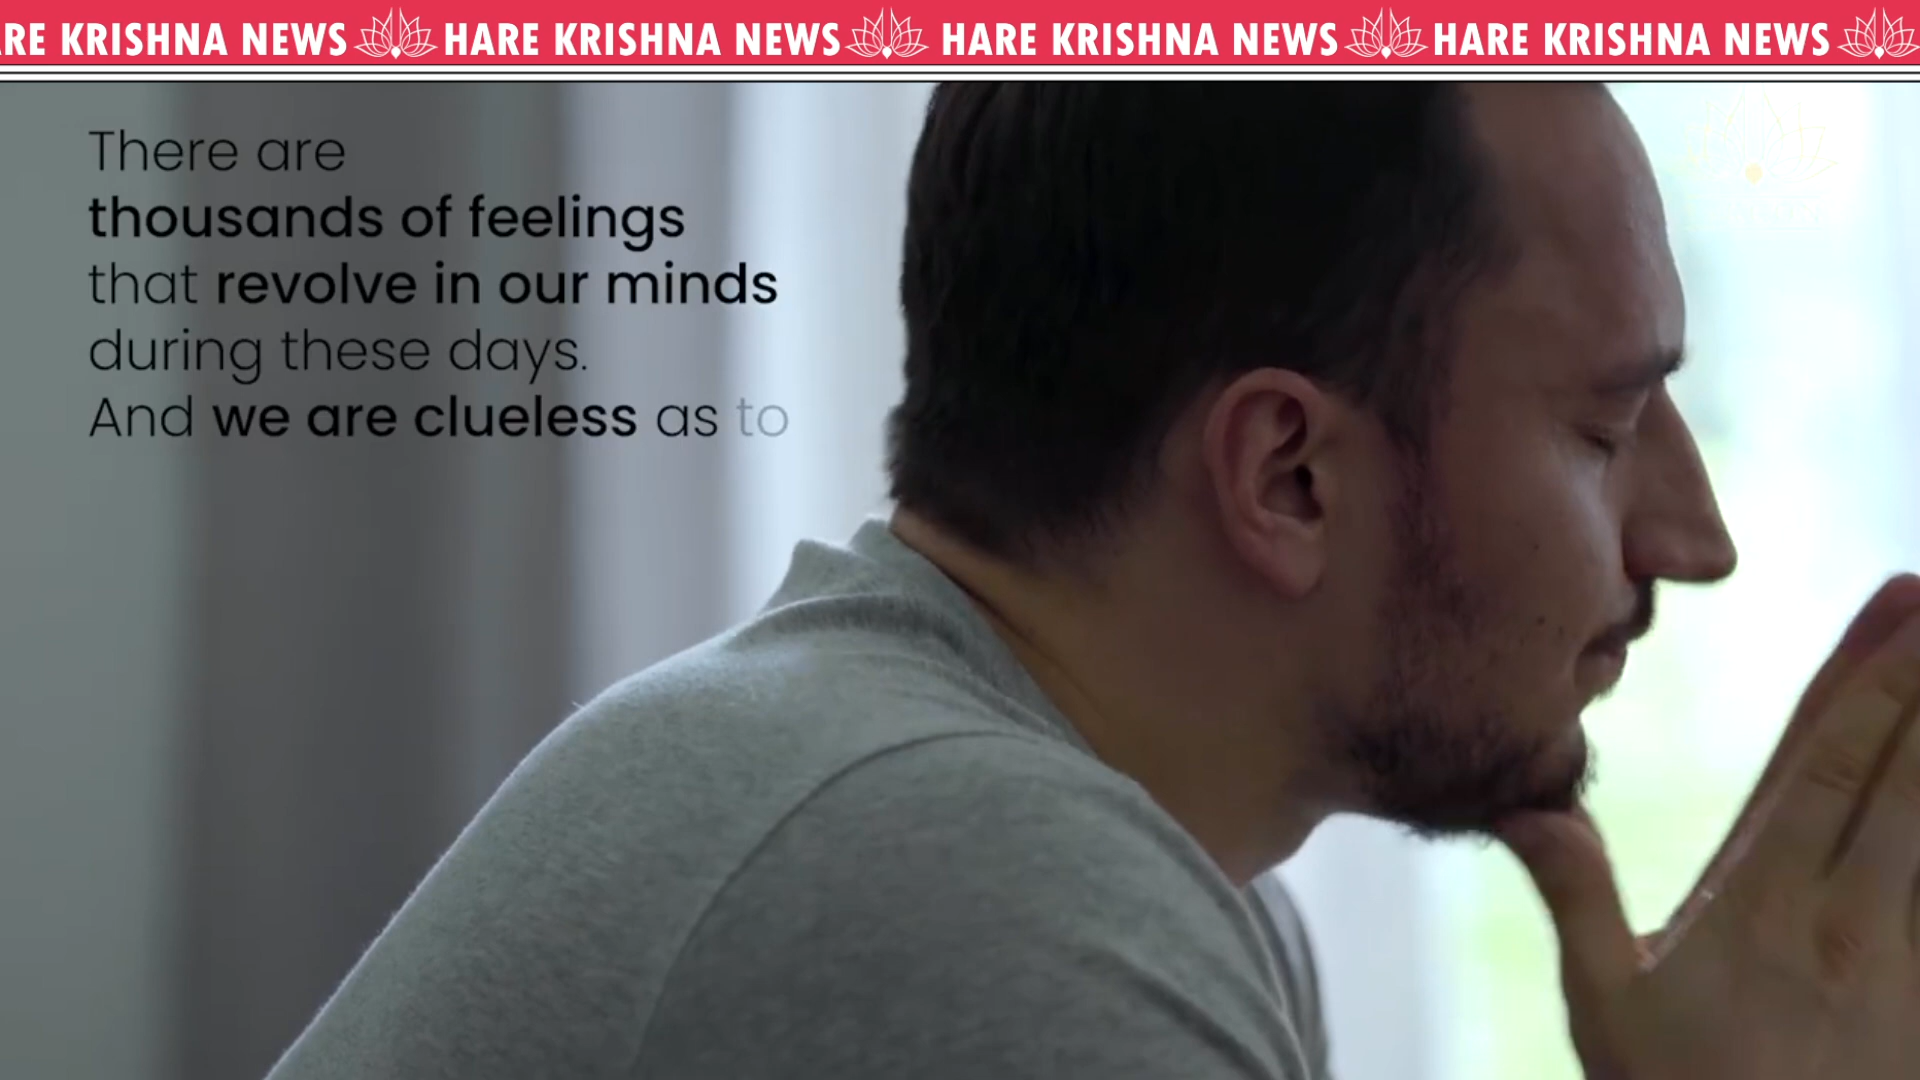 RE KRISHNA NEWS HARE KRISHNA NEWS HARE KRISHNA NEWS HARE KRISHNA NEWS
There are
thousands of feelings
that revolve in our minds
during these days.
And we are clueless as to